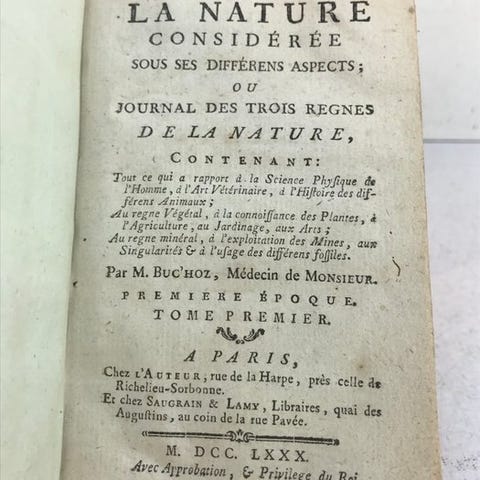 LA NATURE
CONSIDÉRÉE
SOUS SES DIFFÉRENS ASPECTS;
OU
JOURNAL DES TROIS REGNES
DE LA NATURE,
CONTENANT:
Tout ce qui a rapport à la Science Phyſique de
l'Homme, à l'Art Vétérinaire, à l'Hiſtoire des dif-
férens Animaux;
Au regne Végétal, à la connoiſſance des Plantes, à
l'Agriculture, au Jardinage, aux Arts;
Au regne minéral, à l'exploitation des Mines, aux
Singularités & à l'uſage des différens foſſiles.
Par M. BUC'HOZ, Médecin de MONSIEUR.
PREMIERE ÉPOQUE.
TOME PREMIER.
A PARIS,
Chez L'AUTEUR, rue de la Harpe, près celle de
Richelieu-Sorbonne.
Et chez SAUGRAIN & LAMY, Libraires, quai des
Auguſtins, au coin de la rue Pavée.
M. DCC. LXXX.
Avec Approbation, & Privilege du Roi